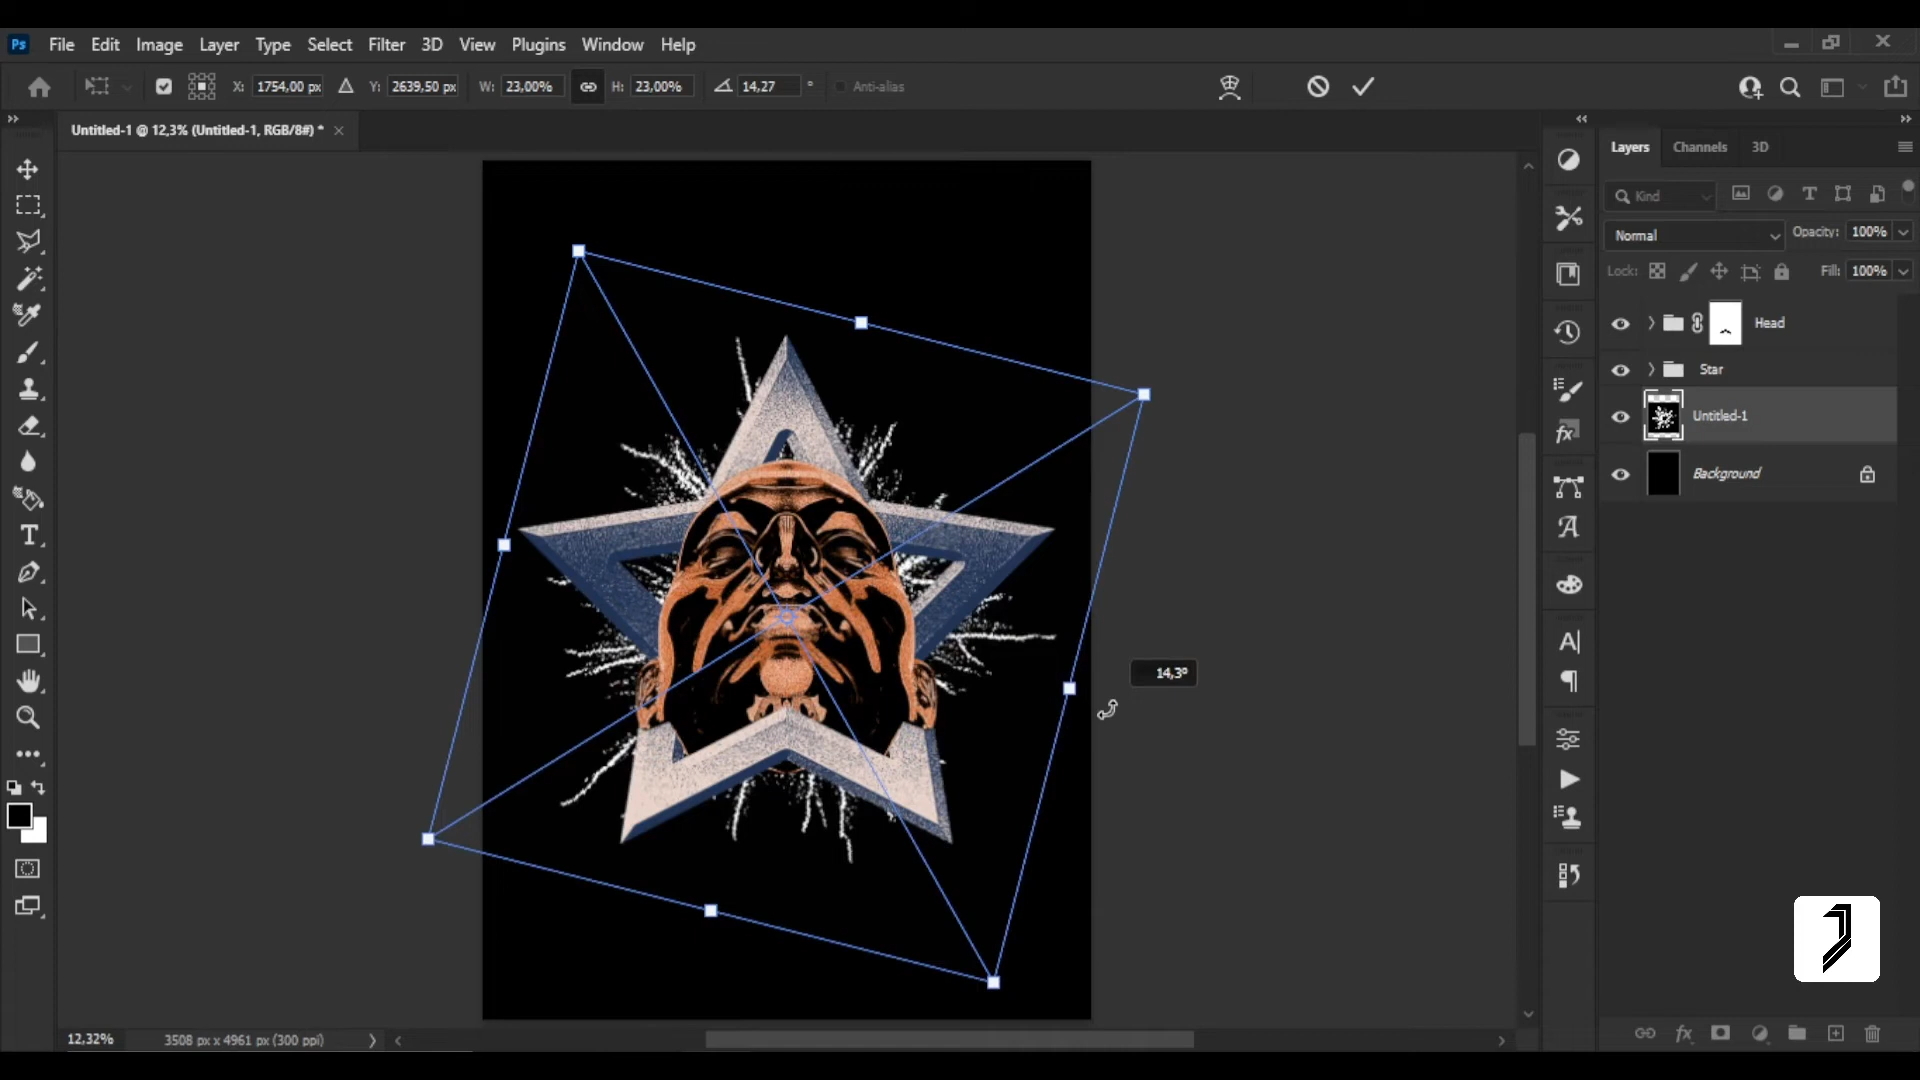 Ps File Edit Image Layer Type Select Filter 3D View Plugins Window Help
X: 1754,00 px Y: 2639,50 px W: 23,00% H: 23,00% 14,27 ° Anti-alias
Untitled-1 @ 12,3% (Untitled-1, RGB/8#) *
Layers Channels 3D
Kind
Normal Opacity: 100%
Lock: Fill: 100%
Head
Star
Untitled-1
Background
14,3°
12,32% 3508 px x 4961 px (300 ppi)